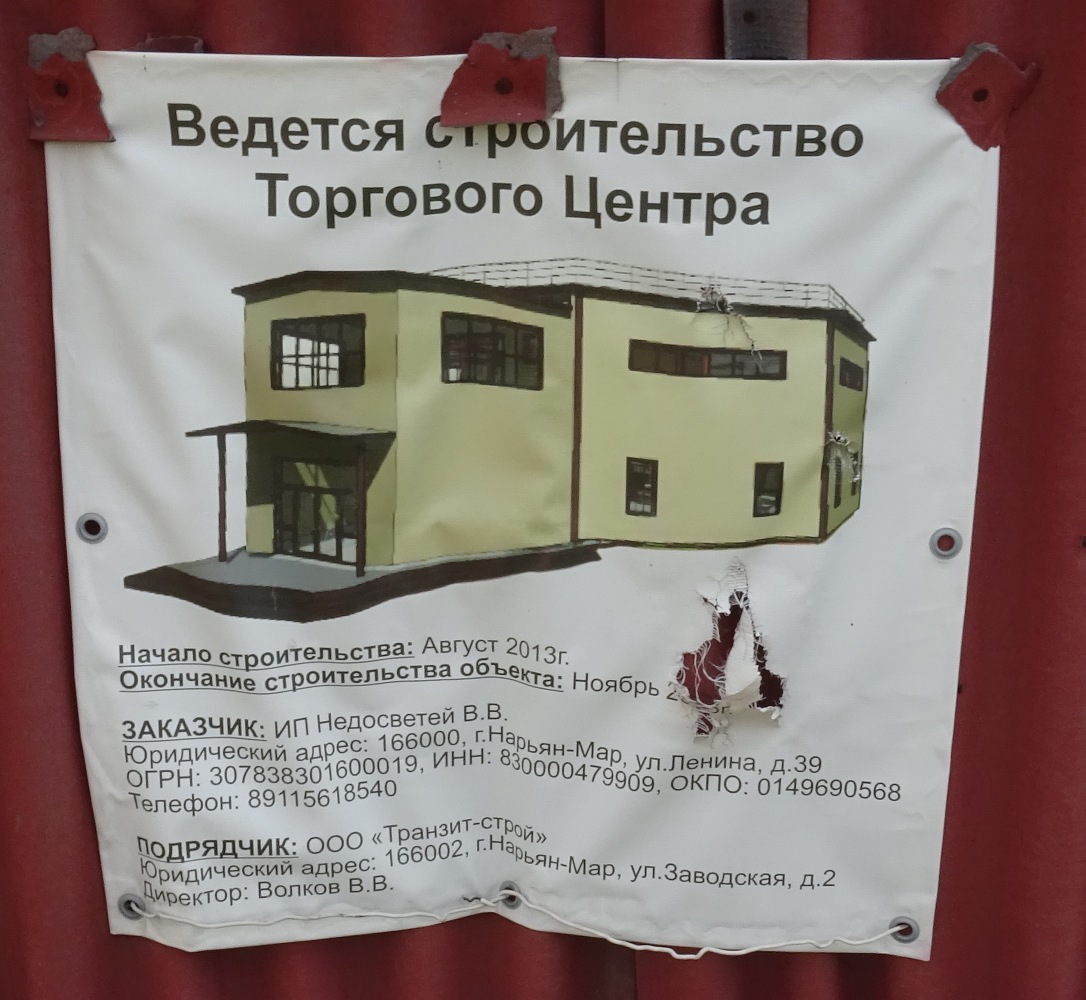 Ведется строительство
Торгового Центра
Начало строительства: Август 2013г.
Окончание строительства объекта: Ноябрь
ЗАКАЗЧИК: ИП Недосветей В.В.
Юридический адрес: 166000, г.Нарьян-Мар, ул.Ленина, д.39
ОГРН: 307838301600019, ИНН: 830000479909, ОКПО: 0149690568
Телефон: 89115618540
ПОДРЯДЧИК: ООО «Транзит-строй»
Юридический адрес: 166002, г.Нарьян-Мар, ул.Заводская, д.2
Директор: Волков В.В.